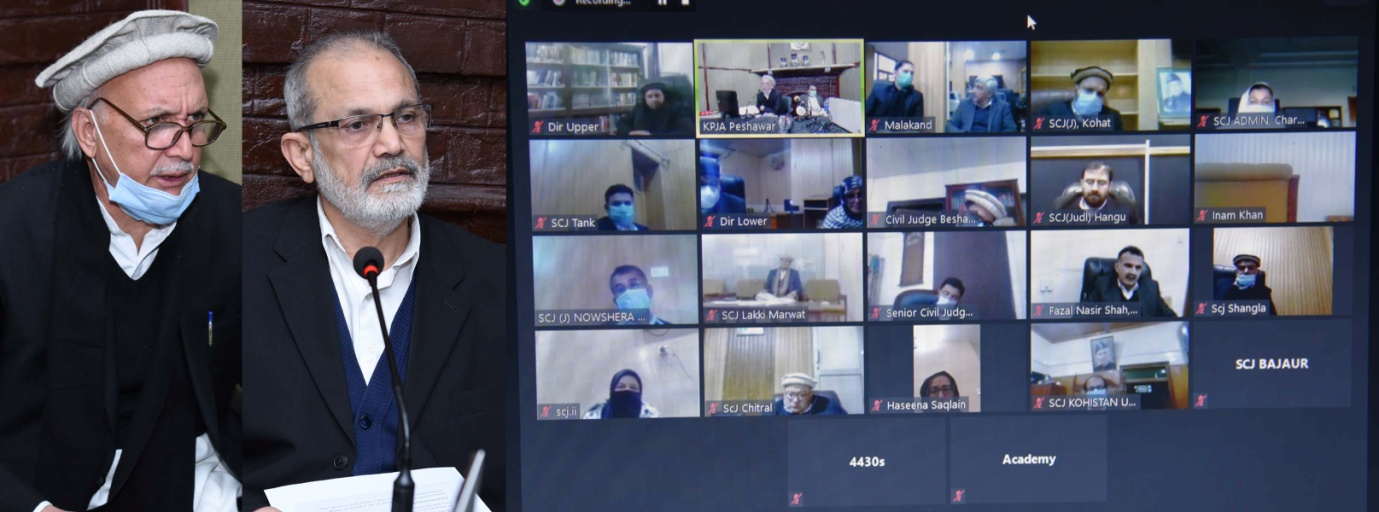 Recording...
Dir Upper
KPJA Peshawar
Malakand
SCJ(J), Kohat
SCJ ADMIN, Char...
SCJ Tank
Dir Lower
Civil Judge Besha...
SCJ(Judl) Hangu
Inam Khan
SCJ (J) NOWSHERA ...
SCJ Lakki Marwat
Senior Civil Judg...
Fazal Nasir Shah,...
Scj Shangla
scj.ii
ScJ Chitral
Haseena Saqlain
SCJ KOHISTAN U...
SCJ BAJAUR
4430s
Academy